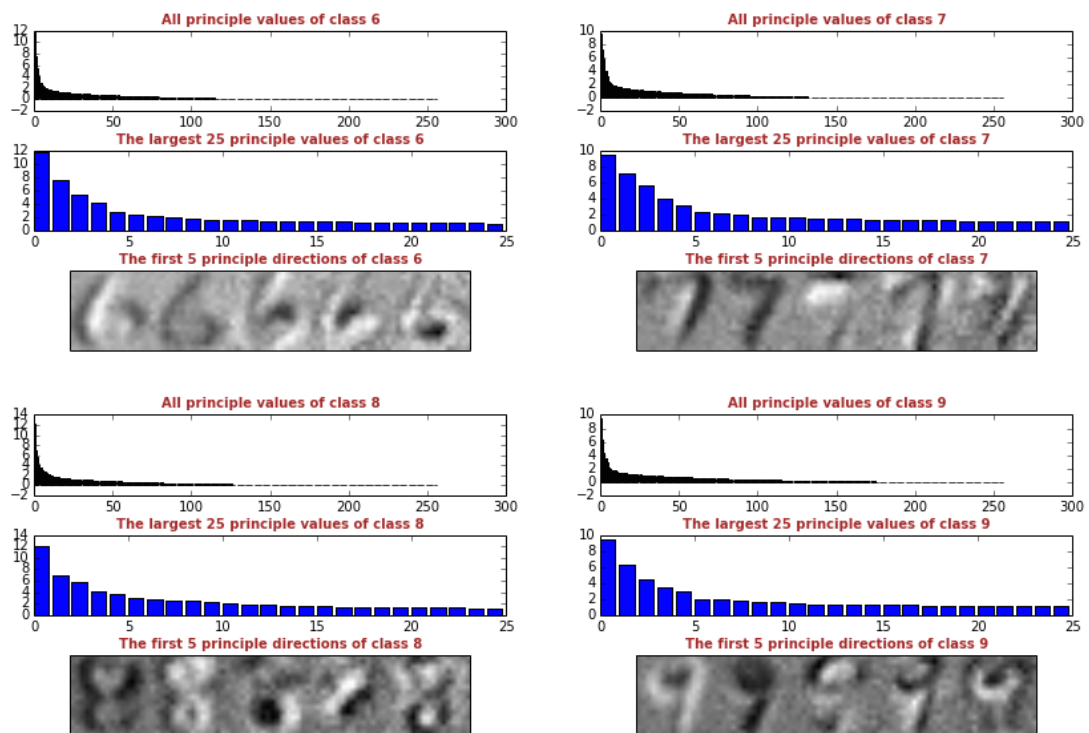 All principle values of class 6
12
10
8
6
4
2
0
−2
0 50 100 150 200 250 300
The largest 25 principle values of class 6
12
10
8
6
4
2
0
0 5 10 15 20 25
The first 5 principle directions of class 6
All principle values of class 7
10
8
6
4
2
0
−2
0 50 100 150 200 250 300
The largest 25 principle values of class 7
10
8
6
4
2
0
0 5 10 15 20 25
The first 5 principle directions of class 7
All principle values of class 8
14
12
10
8
6
4
2
0
−2
0 50 100 150 200 250 300
The largest 25 principle values of class 8
14
12
10
8
6
4
2
0
0 5 10 15 20 25
The first 5 principle directions of class 8
All principle values of class 9
10
8
6
4
2
0
−2
0 50 100 150 200 250 300
The largest 25 principle values of class 9
10
8
6
4
2
0
0 5 10 15 20 25
The first 5 principle directions of class 9